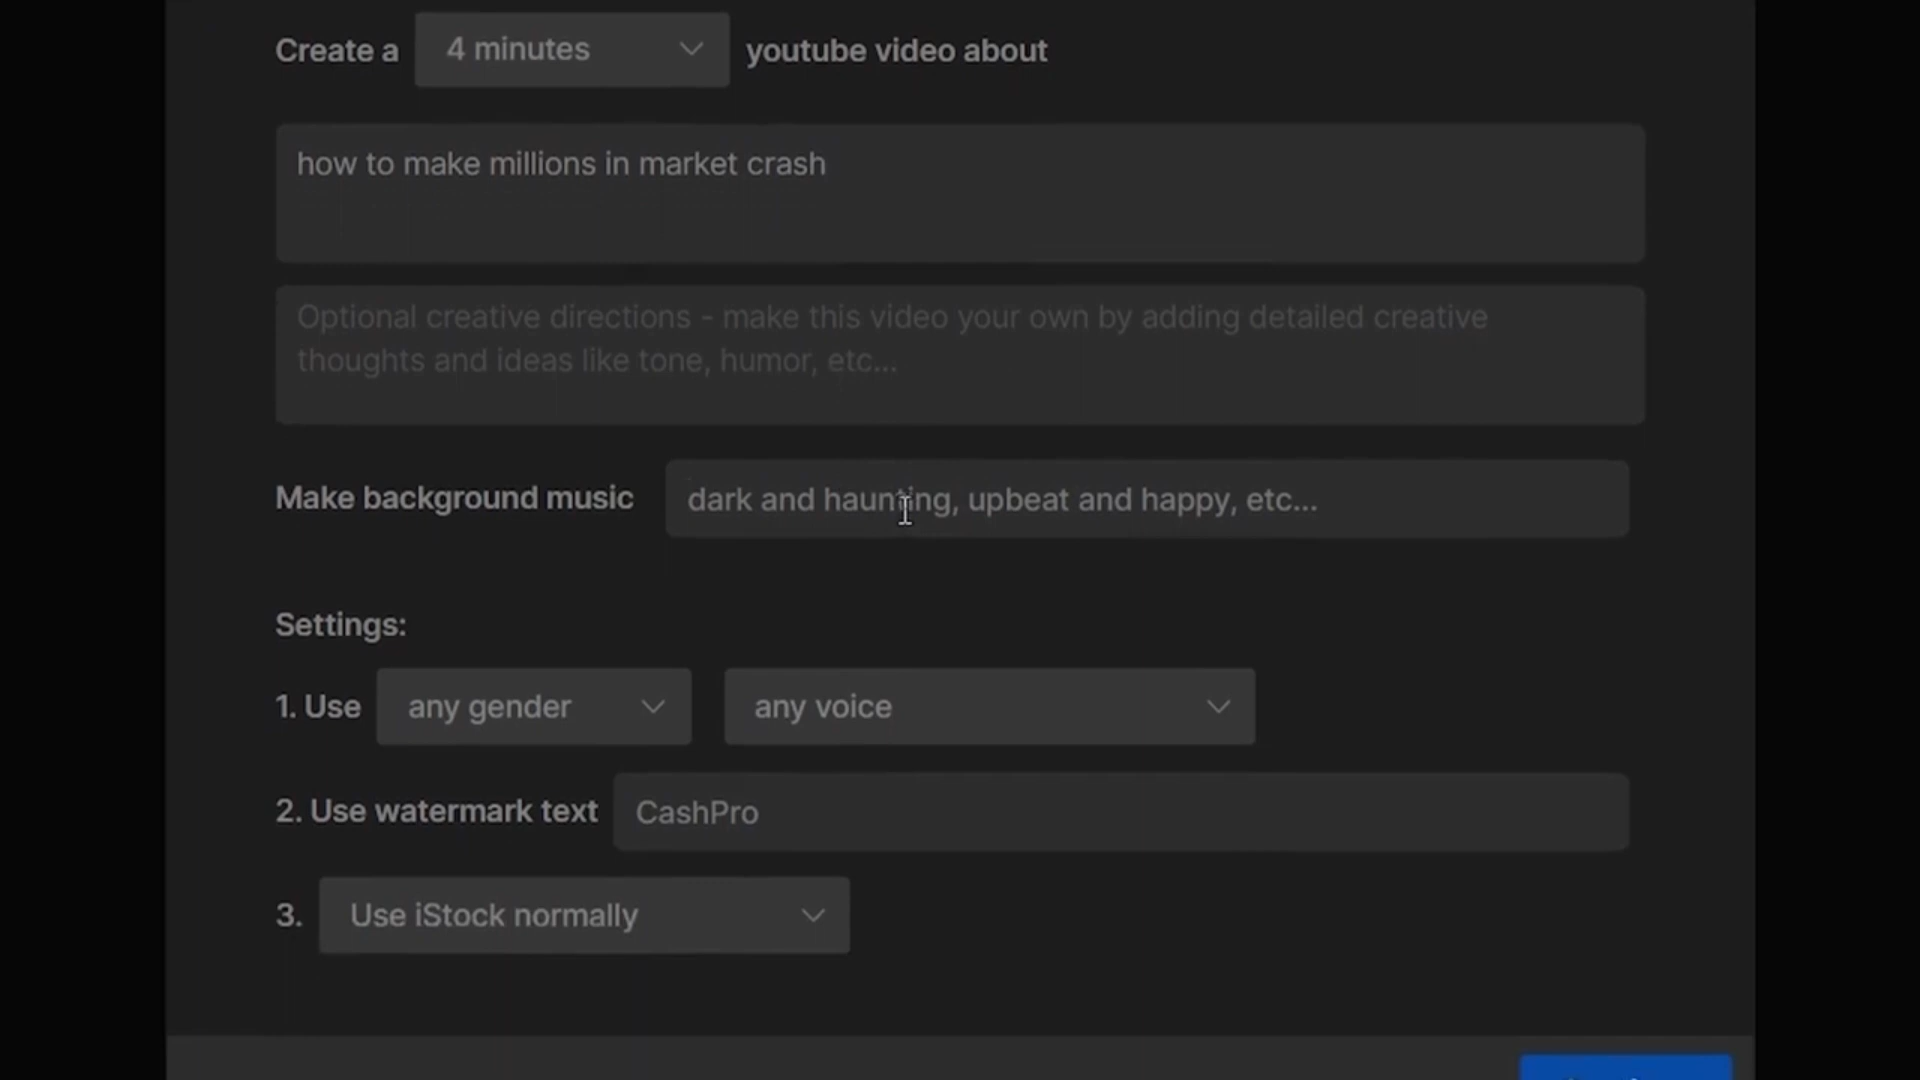 Create a 4 minutes youtube video about
how to make millions in market crash
Optional creative directions - make this video your own by adding detailed creative
thoughts and ideas like tone, humor, etc...
Make background music dark and haunting, upbeat and happy, etc...
Settings:
1. Use any gender any voice
2. Use watermark text CashPro
3. Use iStock normally